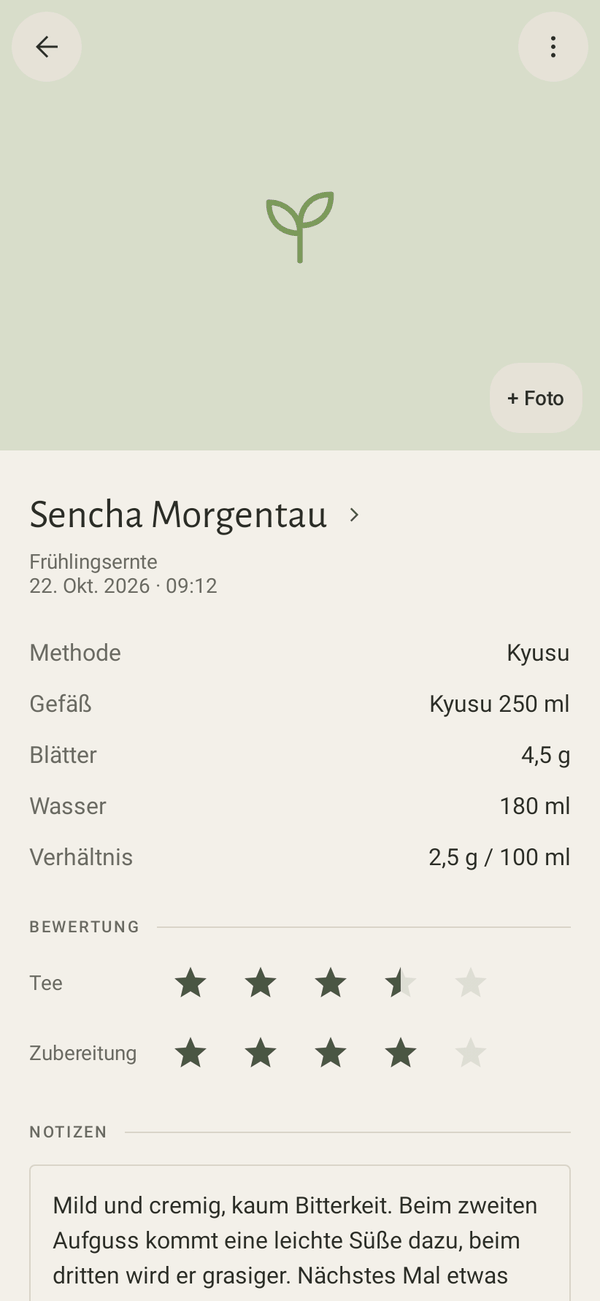 + Foto
Sencha Morgentau
Frühlingsernte
22. Okt. 2026 · 09:12
Methode Kyusu
Gefäß Kyusu 250 ml
Blätter 4,5 g
Wasser 180 ml
Verhältnis 2,5 g / 100 ml
BEWERTUNG
Tee
Zubereitung
NOTIZEN
Mild und cremig, kaum Bitterkeit. Beim zweiten
Aufguss kommt eine leichte Süße dazu, beim
dritten wird er grasiger. Nächstes Mal etwas